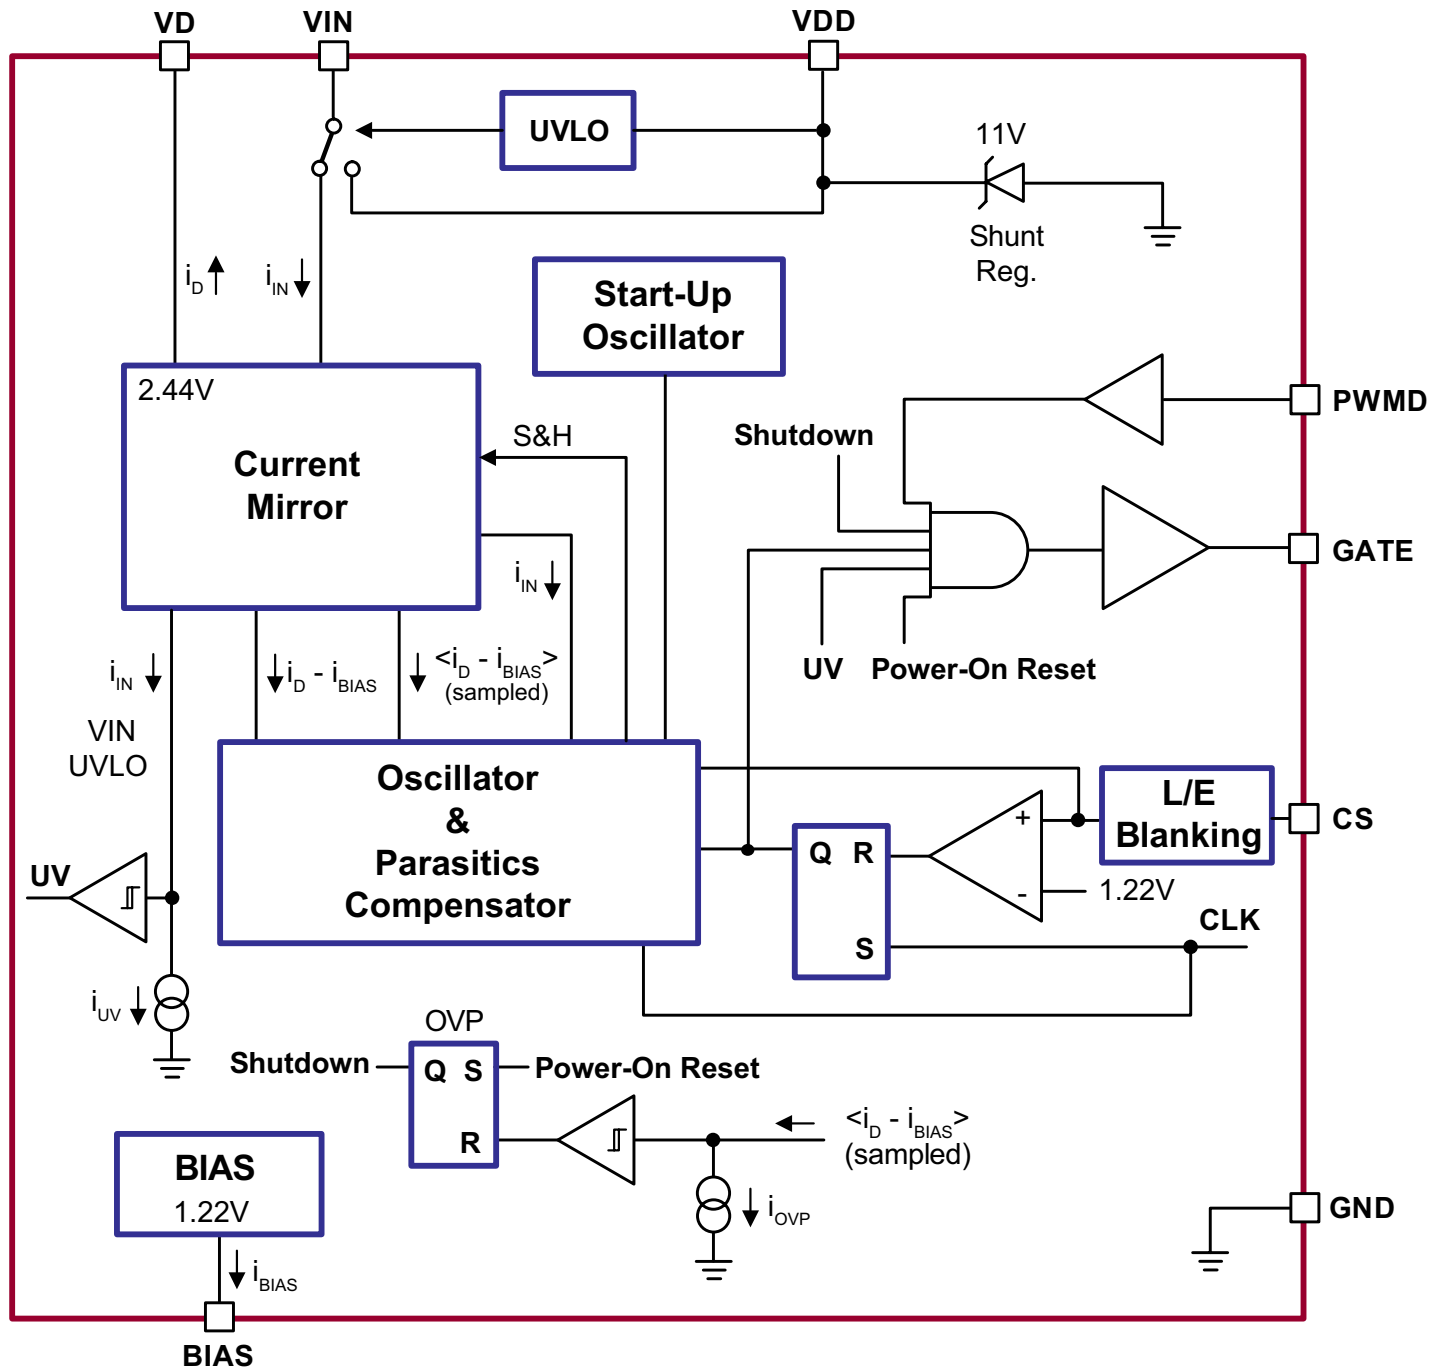 VD
VIN
VDD
UVLO
11V
Shunt
Reg.
iD
iIN
Start-Up
Oscillator
2.44V
Current
Mirror
S&H
PWMD
Shutdown
GATE
iIN
UV
Power-On Reset
iIN
iD - iBIAS
<iD - iBIAS>
(sampled)
VIN
UVLO
Oscillator
&
Parasitics
Compensator
L/E
Blanking
CS
+
-
Q R
S
1.22V
CLK
UV
iUV
OVP
Shutdown
Q S
R
Power-On Reset
<iD - iBIAS>
(sampled)
iOVP
BIAS
1.22V
iBIAS
BIAS
GND